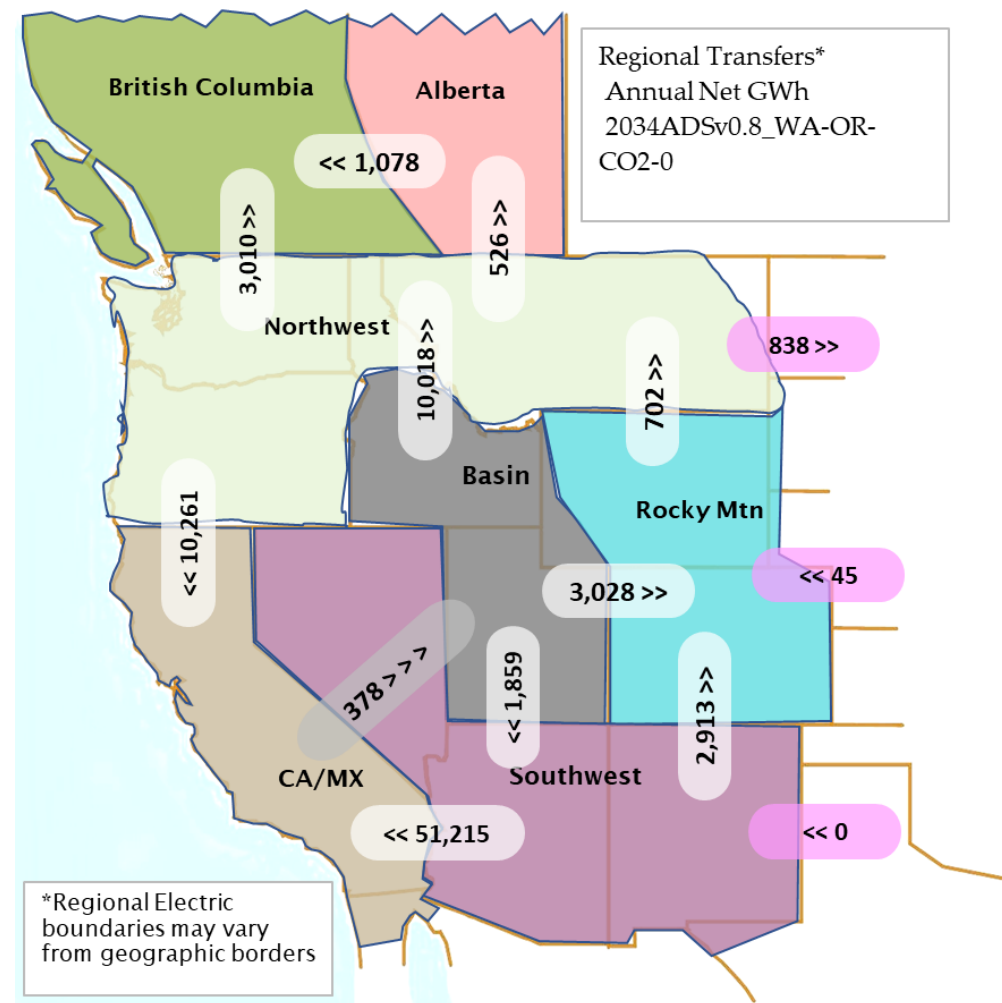 Regional Transfers*
Annual Net GWh
2034ADSv0.8_WA-OR-
CO2-0
British Columbia
Alberta
<< 1,078
3,010 >>
526 >>
Northwest
10,018 >>
702 >>
838 >>
Basin
Rocky Mtn
<< 10,261
3,028 >>
<< 45
378 > > >
<< 1,859
2,913 >>
CA/MX
Southwest
<< 51,215
<< 0
*Regional Electric
boundaries may vary
from geographic borders